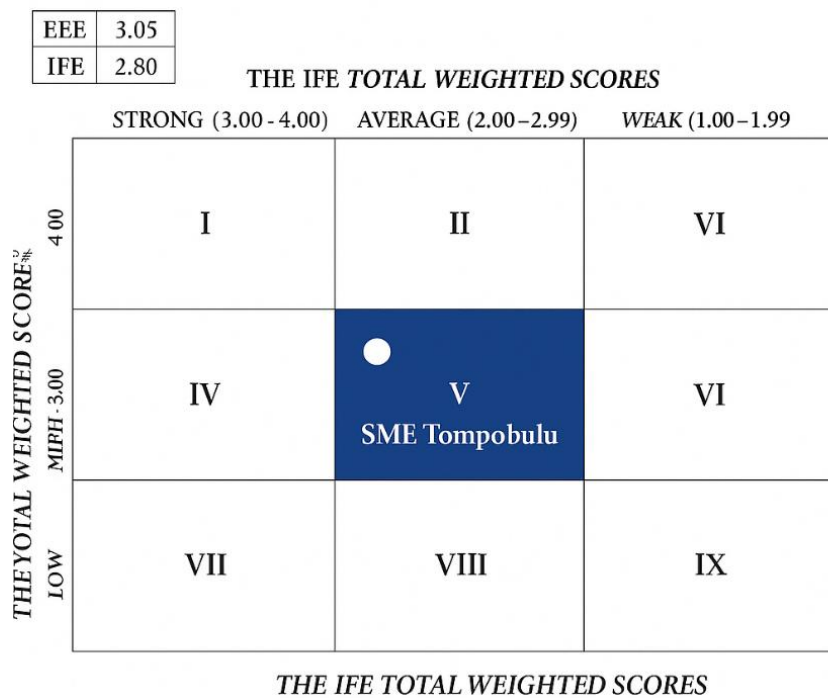 EEE 3.05
IFE 2.80
THE IFE TOTAL WEIGHTED SCORES
STRONG (3.00 - 4.00) AVERAGE (2.00–2.99) WEAK (1.00–1.99
4 00
I II VI
THE YOTAL WEIGHTED SCORE
MIPH - 3.00
IV V VI
SME Tompobulu
LOW
VII VIII IX
THE IFE TOTAL WEIGHTED SCORES